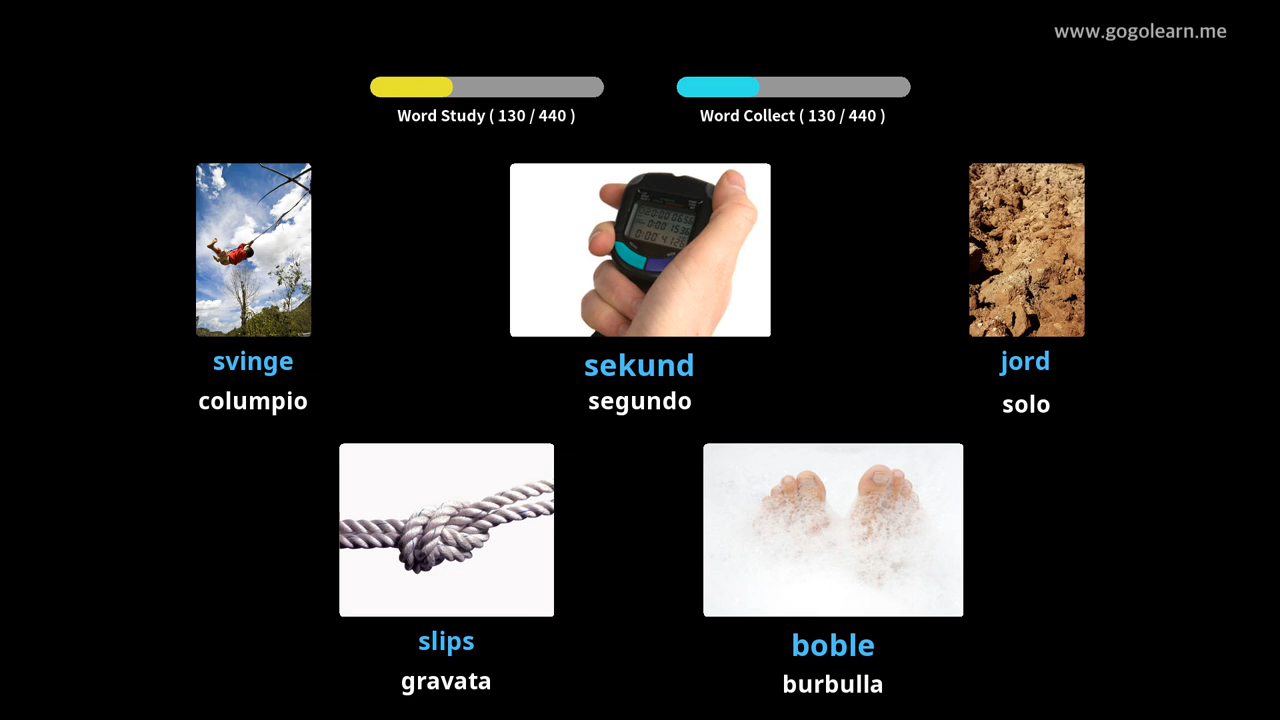 www.gogolearn.me
Word Study ( 130 / 440 )
Word Collect ( 130 / 440 )
svinge
columpio
sekund
segundo
jord
solo
slips
gravata
boble
burbulla